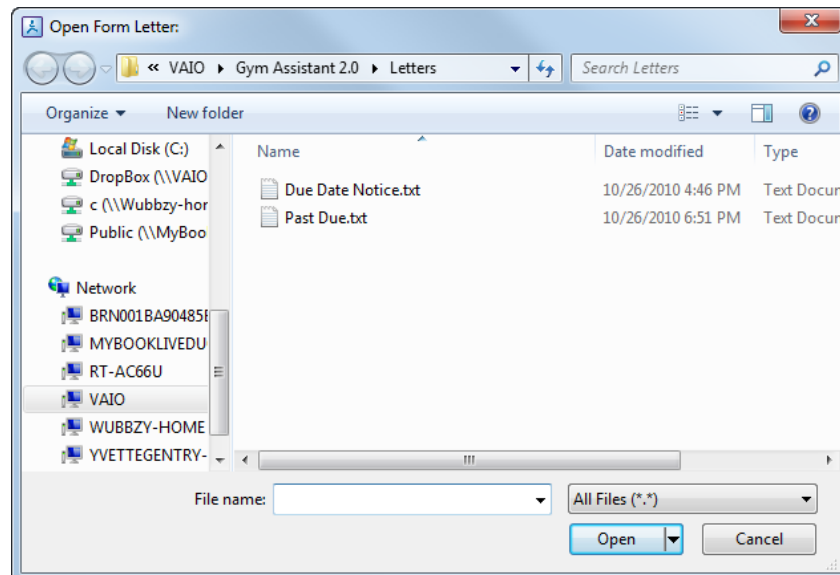 Open Form Letter:
« VAIO Gym Assistant 2.0 Letters Search Letters
Organize New folder
Name Date modified Type
Local Disk (C:)
DropBox (\\VAIO
c (\\Wubbzy-hor
Public (\\MyBoo
Network
BRN001BA90485E
MYBOOKLIVEDU
RT-AC66U
VAIO
WUBBZY-HOME
YVETTEGENTRY-
Due Date Notice.txt 10/26/2010 4:46 PM Text Docur
Past Due.txt 10/26/2010 6:51 PM Text Docur
File name: All Files (*.*)
Open Cancel